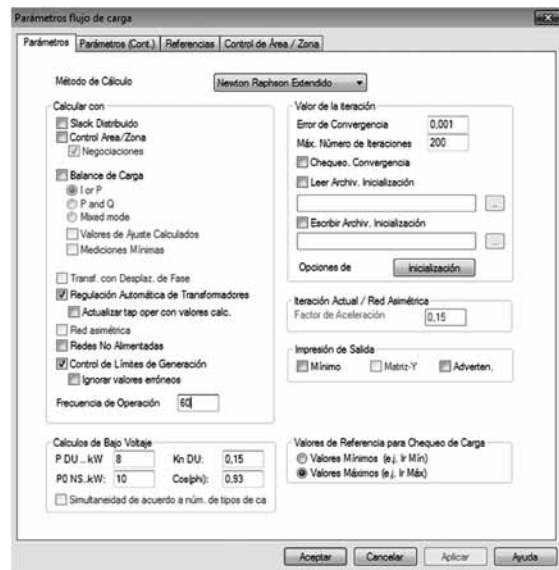 Parámetros flujo de carga
Parámetros Parámetros (Cont.) Referencias Control de Área / Zona
Método de Cálculo Newton Raphson Extendido
Calcular con
Slack Distribuido
Control Area/Zona
Negociaciones
Balance de Carga
I or P
P and Q
Mixed mode
Valores de Ajuste Calculados
Mediciones Mínimas
Transf. con Desplaz. de Fase
Regulación Automática de Transformadores
Actualizar tap oper con valores calc.
Red asimétrica
Redes No Alimentadas
Control de Límites de Generación
Ignorar valores erróneos
Frecuencia de Operación 60
Valor de la iteración
Error de Convergencia 0,001
Máx. Número de Iteraciones 200
Chequeo. Convergencia
Leer Archiv. Inicialización
...
Escribir Archiv. Inicialización
...
Opciones de Inicialización
Iteración Actual / Red Asimétrica
Factor de Aceleración 0,15
Impresión de Salida
Mínimo Matriz-Y Adverten.
Calculos de Bajo Voltaje
P DU .. kW 8 Kn DU: 0,15
P0 NS..kW: 10 Cos(phi): 0,93
Simultaneidad de acuerdo a núm. de tipos de ca
Valores de Referencia para Chequeo de Carga
Valores Mínimos (e.j. Ir Mín)
Valores Máximos (e.j. Ir Máx)
Aceptar Cancelar Aplicar Ayuda